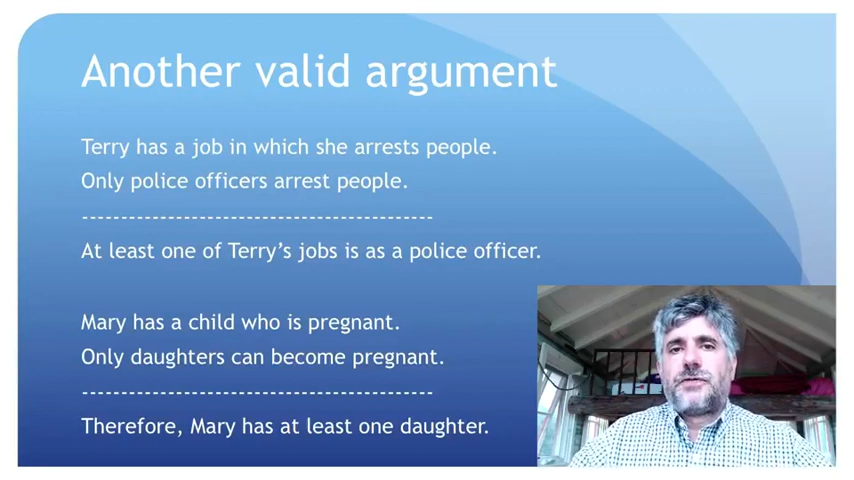 Another valid argument
Terry has a job in which she arrests people.
Only police officers arrest people.
---------------------------------------------
At least one of Terry’s jobs is as a police officer.
Mary has a child who is pregnant.
Only daughters can become pregnant.
---------------------------------------------
Therefore, Mary has at least one daughter.